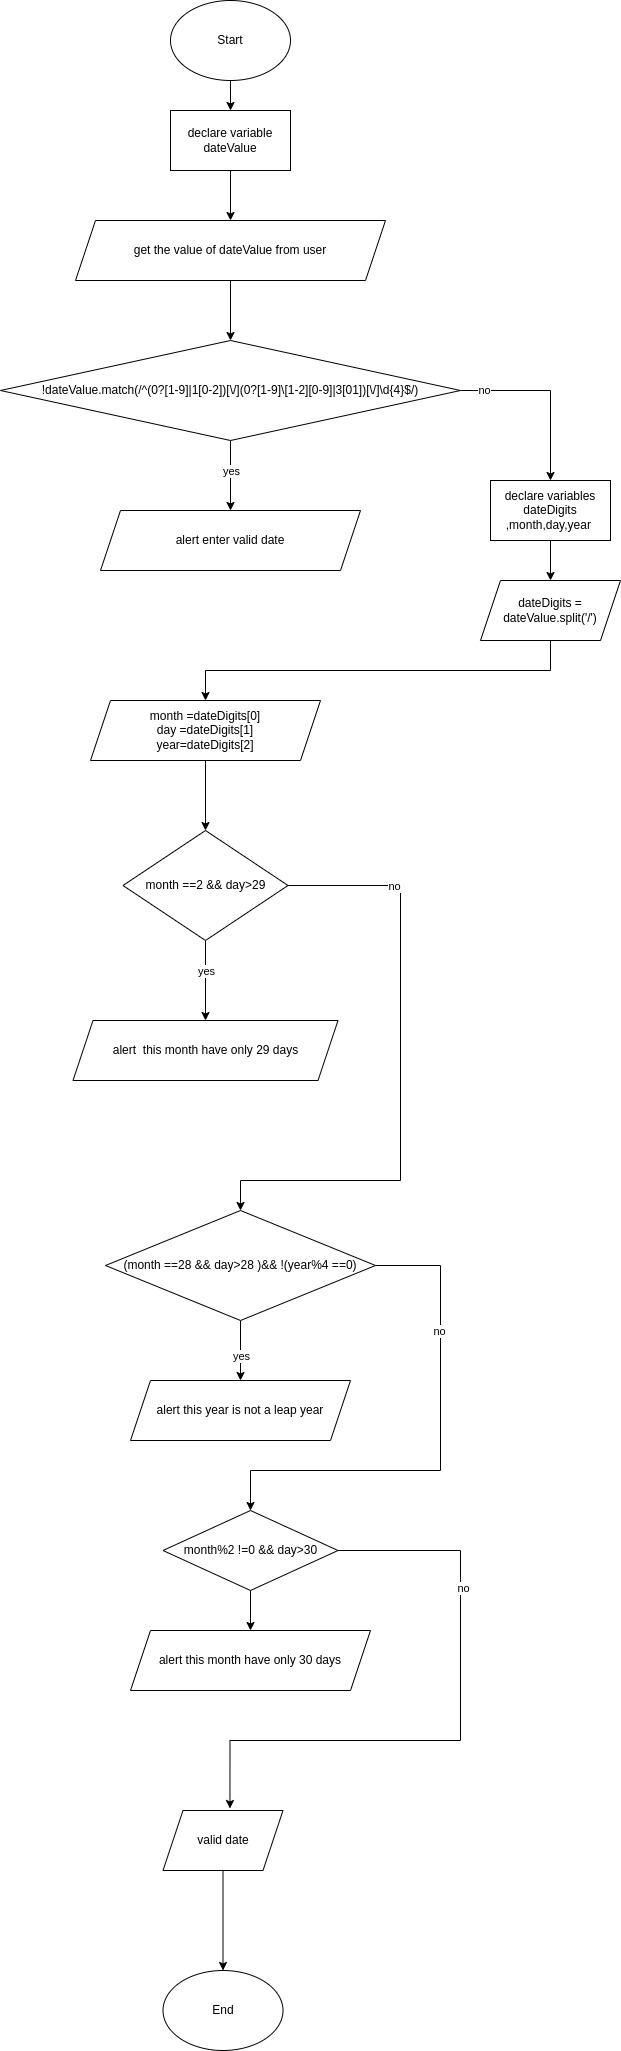 Start
declare variable
dateValue
get the value of dateValue from user
!dateValue.match(/^(0?[1-9]|1[0-2])[\/](0?[1-9]\[1-2][0-9]|3[01])[\/]\d{4}$/)
no
yes
declare variables
dateDigits
,month,day,year
alert enter valid date
dateDigits =
dateValue.split('/')
month =dateDigits[0]
day =dateDigits[1]
year=dateDigits[2]
month ==2 && day>29
no
yes
alert  this month have only 29 days
(month ==28 && day>28 )&& !(year%4 ==0)
no
yes
alert this year is not a leap year
month%2 !=0 && day>30
no
alert this month have only 30 days
valid date
End